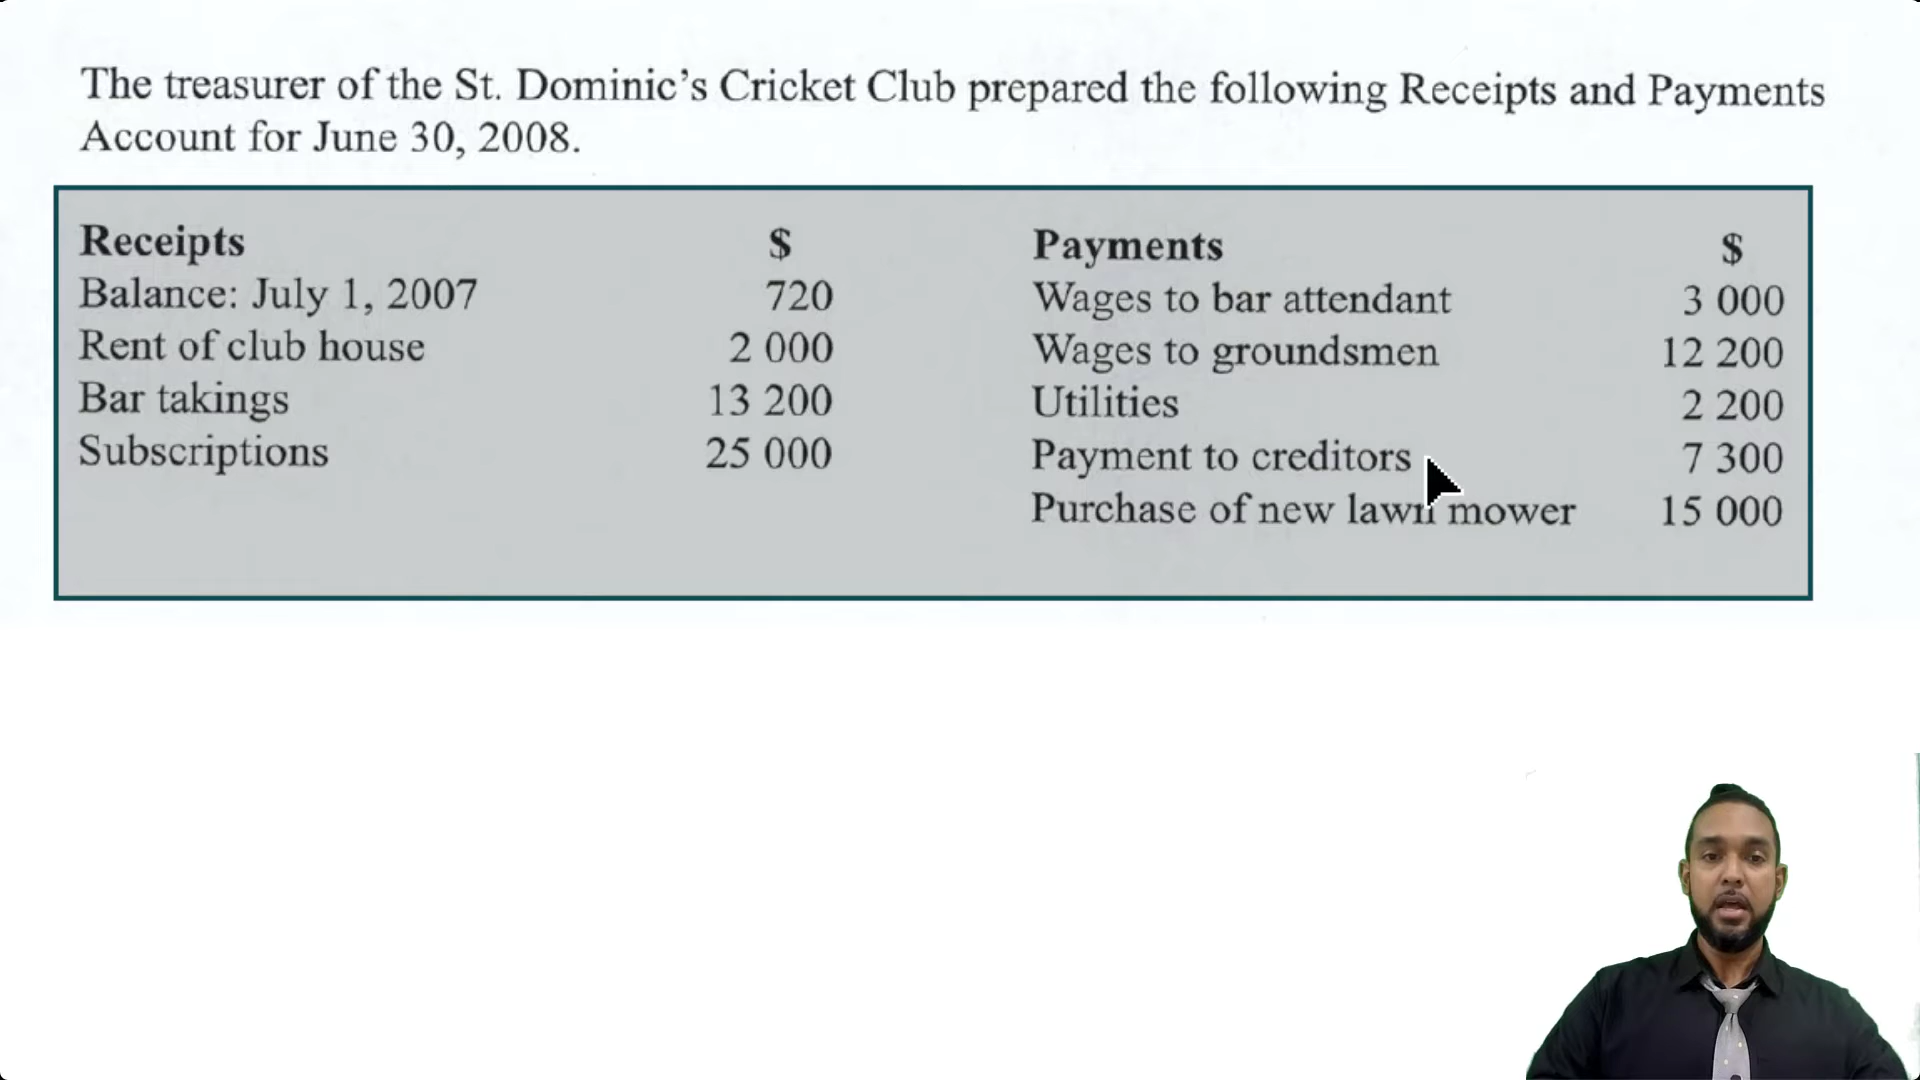 The treasurer of the St. Dominic's Cricket Club prepared the following Receipts and Payments
Account for June 30, 2008.
Receipts $ Payments $
Balance: July 1, 2007 720 Wages to bar attendant 3 000
Rent of club house 2 000 Wages to groundsmen 12 200
Bar takings 13 200 Utilities 2 200
Subscriptions 25 000 Payment to creditors 7 300
Purchase of new lawn mower 15 000